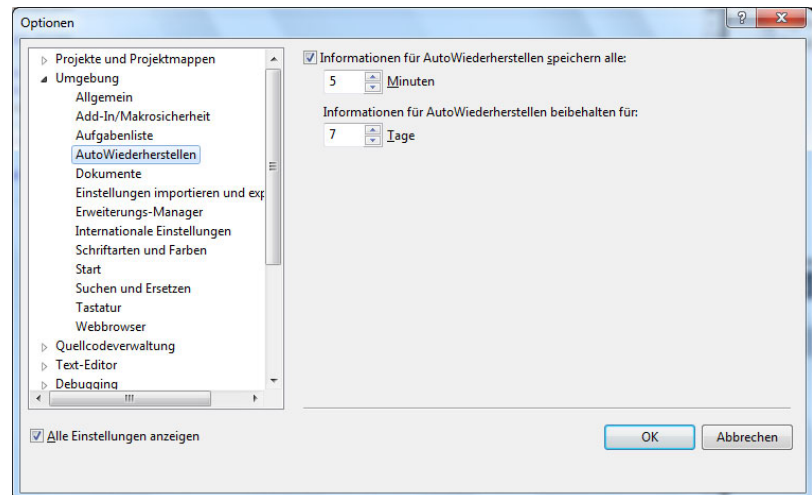 Optionen
Projekte und Projektmappen
Umgebung
Allgemein
Add-In/Makrosicherheit
Aufgabenliste
AutoWiederherstellen
Dokumente
Einstellungen importieren und exp
Erweiterungs-Manager
Internationale Einstellungen
Schriftarten und Farben
Start
Suchen und Ersetzen
Tastatur
Webbrowser
Quellcodeverwaltung
Text-Editor
Debugging
Informationen für AutoWiederherstellen speichern alle:
5 Minuten
Informationen für AutoWiederherstellen beibehalten für:
7 Tage
Alle Einstellungen anzeigen
OK
Abbrechen